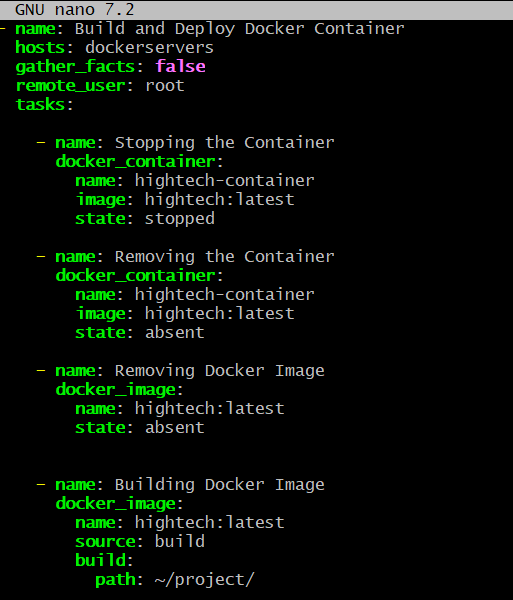 GNU nano 7.2
- name: Build and Deploy Docker Container
hosts: dockerservers
gather_facts: false
remote_user: root
tasks:
- name: Stopping the Container
docker_container:
name: hightech-container
image: hightech:latest
state: stopped
- name: Removing the Container
docker_container:
name: hightech-container
image: hightech:latest
state: absent
- name: Removing Docker Image
docker_image:
name: hightech:latest
state: absent
- name: Building Docker Image
docker_image:
name: hightech:latest
source: build
build:
path: ~/project/